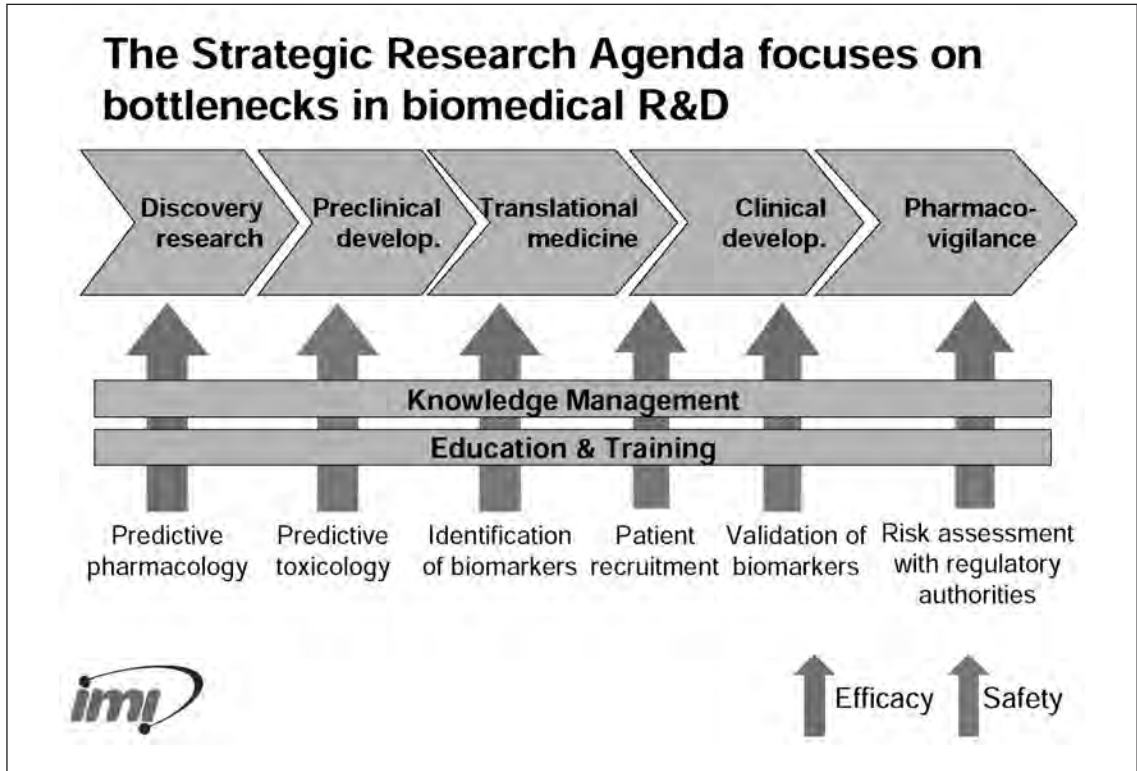 The Strategic Research Agenda focuses on
bottlenecks in biomedical R&D
Discovery
research
Preclinical
develop.
Translational
medicine
Clinical
develop.
Pharmaco-
vigilance
Knowledge Management
Education & Training
Predictive
pharmacology
Predictive
toxicology
Identification
of biomarkers
Patient
recruitment
Validation of
biomarkers
Risk assessment
with regulatory
authorities
imi
Efficacy
Safety